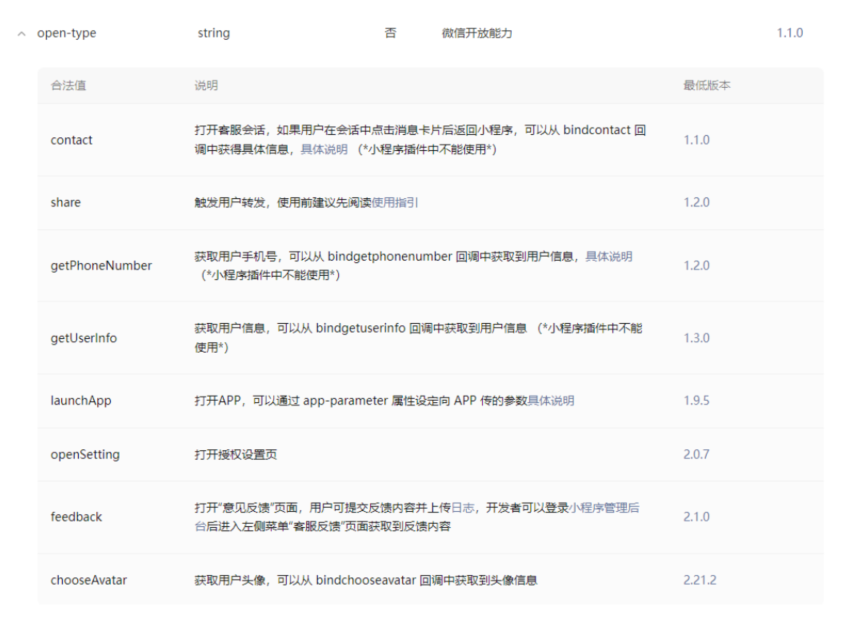 open-type string 否 微信开放能力 1.1.0
合法值 说明 最低版本
打开客服会话，如果用户在会话中点击消息卡片后返回小程序，可以从 bindcontact 回
contact 1.1.0
调中获得具体信息，具体说明 （*小程序插件中不能使用*）
share 触发用户转发，使用前建议先阅读使用指引 1.2.0
获取用户手机号，可以从 bindgetphonenumber 回调中获取到用户信息，具体说明
getPhoneNumber 1.2.0
（*小程序插件中不能使用*）
获取用户信息，可以从 bindgetuserinfo 回调中获取到用户信息 （*小程序插件中不能
getUserInfo 1.3.0
使用*）
launchApp 打开APP，可以通过 app-parameter 属性设定向 APP 传的参数具体说明 1.9.5
openSetting 打开授权设置页 2.0.7
打开“意见反馈”页面，用户可提交反馈内容并上传日志，开发者可以登录小程序管理后
feedback 2.1.0
台后进入左侧菜单“客服反馈”页面获取到反馈内容
chooseAvatar 获取用户头像，可以从 bindchooseavatar 回调中获取到头像信息 2.21.2